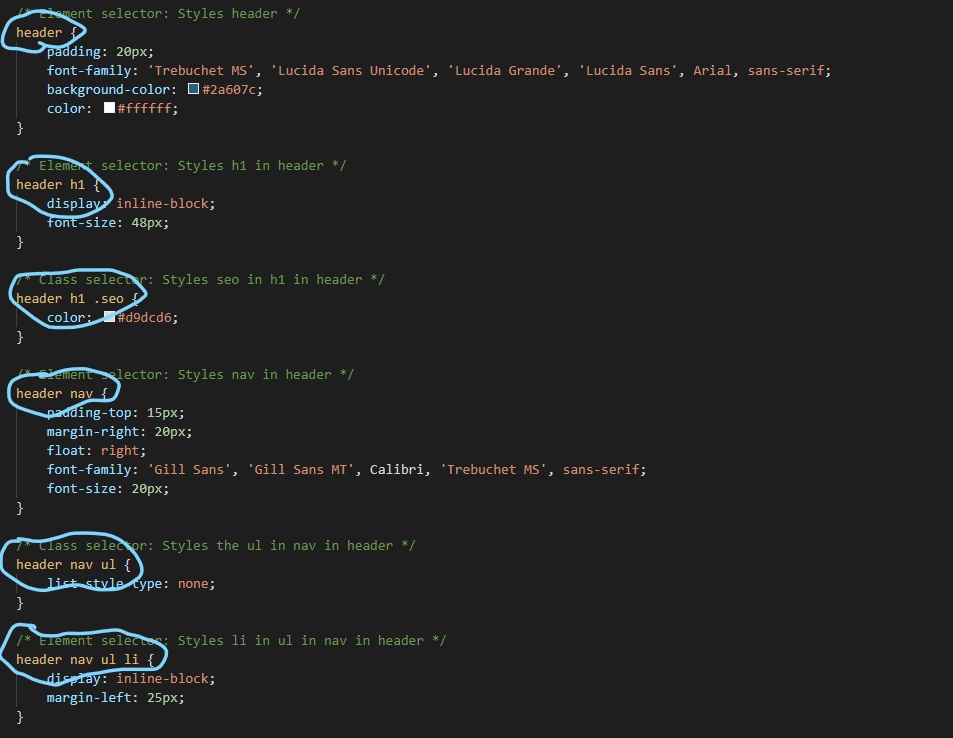 /* Element selector: Styles header */
header {
padding: 20px;
font-family: 'Trebuchet MS', 'Lucida Sans Unicode', 'Lucida Grande', 'Lucida Sans', Arial, sans-serif;
background-color: #2a607c;
color: #ffffff;
}
/* Element selector: Styles h1 in header */
header h1 {
display: inline-block;
font-size: 48px;
}
/* Class selector: Styles seo in h1 in header */
header h1 .seo {
color: #d9dcd6;
}
/* Element selector: Styles nav in header */
header nav {
padding-top: 15px;
margin-right: 20px;
float: right;
font-family: 'Gill Sans', 'Gill Sans MT', Calibri, 'Trebuchet MS', sans-serif;
font-size: 20px;
}
/* Class selector: Styles the ul in nav in header */
header nav ul {
list-style-type: none;
}
/* Element selector: Styles li in ul in nav in header */
header nav ul li {
display: inline-block;
margin-left: 25px;
}